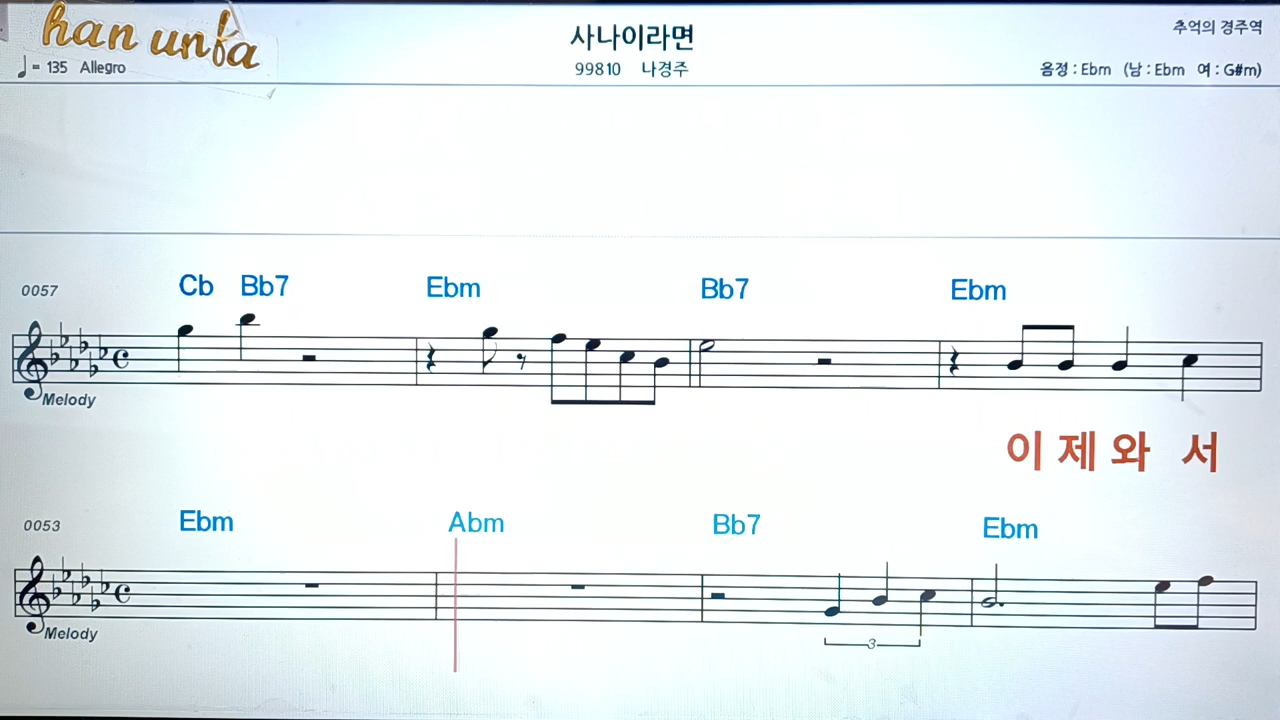 han unfa
사나이라면
추억의 경주역
♩= 135 Allegro
99810 나경주
음정 : Ebm (남 : Ebm 여 : G#m)
0057
Cb Bb7 Ebm Bb7 Ebm
Melody
이 제 와 서
0053
Ebm Abm Bb7 Ebm
Melody
3